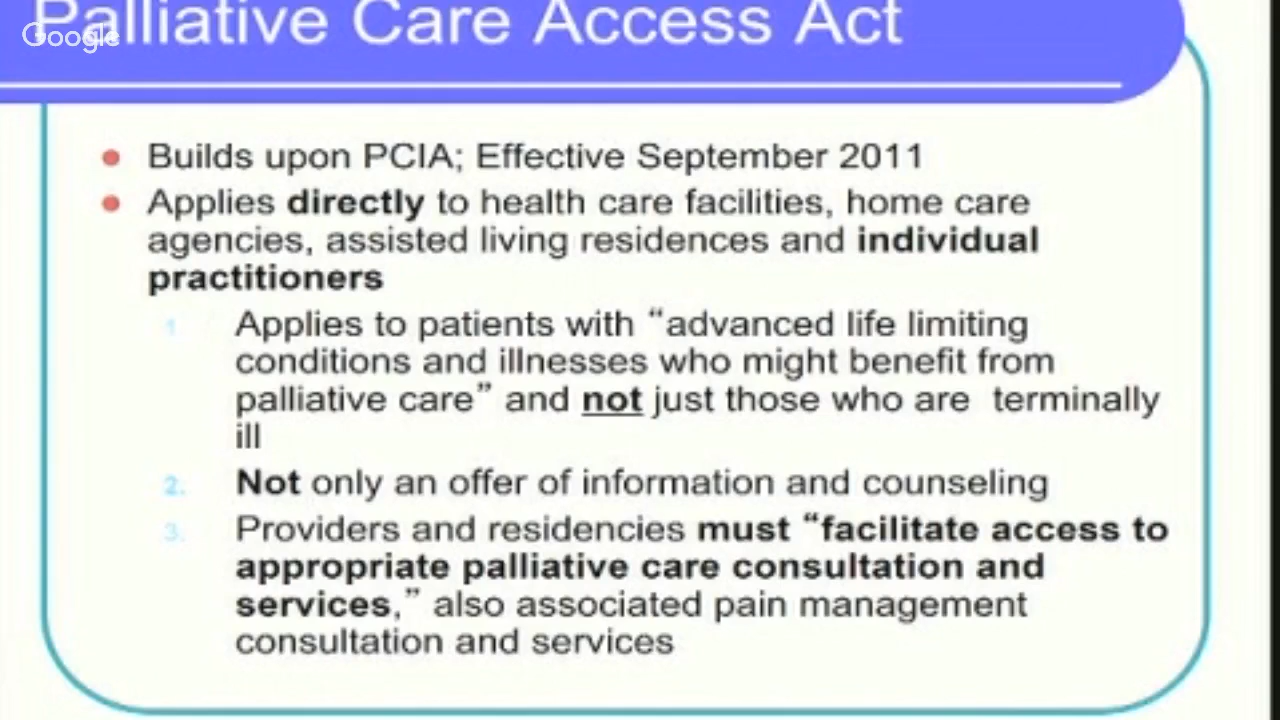 Palliative Care Access Act
Google
Builds upon PCIA; Effective September 2011
Applies directly to health care facilities, home care
agencies, assisted living residences and individual
practitioners
1. Applies to patients with “advanced life limiting
conditions and illnesses who might benefit from
palliative care” and not just those who are terminally
ill
2. Not only an offer of information and counseling
3. Providers and residencies must “facilitate access to
appropriate palliative care consultation and
services,” also associated pain management
consultation and services